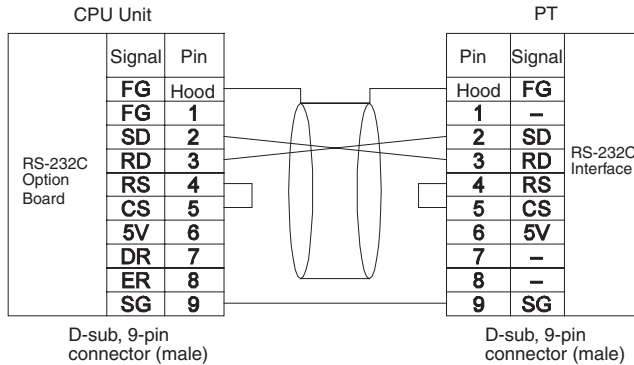 CPU Unit PT
Signal Pin Pin Signal
FG Hood Hood FG
FG 1 1 –
SD 2 2 SD
RD 3 3 RD
RS-232C Option Board
RS-232C Interface
RS 4 4 RS
CS 5 5 CS
5V 6 6 5V
DR 7 7 –
ER 8 8 –
SG 9 9 SG
D-sub, 9-pin D-sub, 9-pin
connector (male) connector (male)